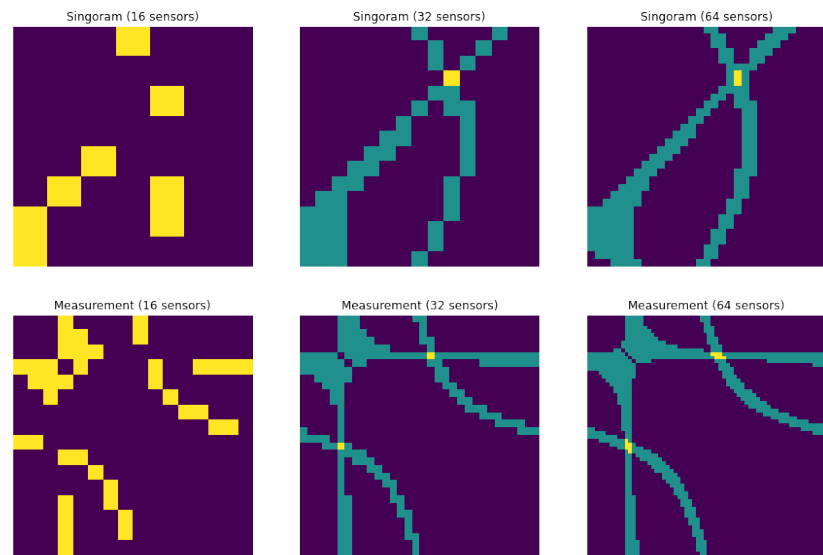 Singoram (16 sensors)
Singoram (32 sensors)
Singoram (64 sensors)
Measurement (16 sensors)
Measurement (32 sensors)
Measurement (64 sensors)